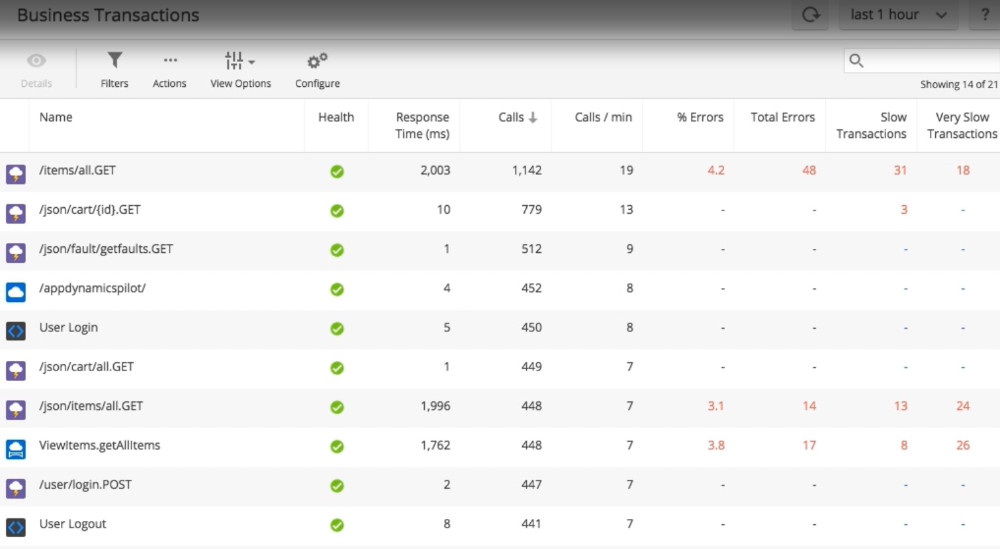 Business Transactions
last 1 hour
?
Details
Filters
Actions
View Options
Configure
Showing 14 of 21
Name Health Response Time (ms) Calls Calls / min % Errors Total Errors Slow Transactions Very Slow Transactions
/items/all.GET 2,003 1,142 19 4.2 48 31 18
/json/cart/{id}.GET 10 779 13 - - 3 -
/json/fault/getfaults.GET 1 512 9 - - - -
/appdynamicspilot/ 4 452 8 - - - -
User Login 5 450 8 - - - -
/json/cart/all.GET 1 449 7 - - - -
/json/items/all.GET 1,996 448 7 3.1 14 13 24
ViewItems.getAllItems 1,762 448 7 3.8 17 8 26
/user/login.POST 2 447 7 - - - -
User Logout 8 441 7 - - - -